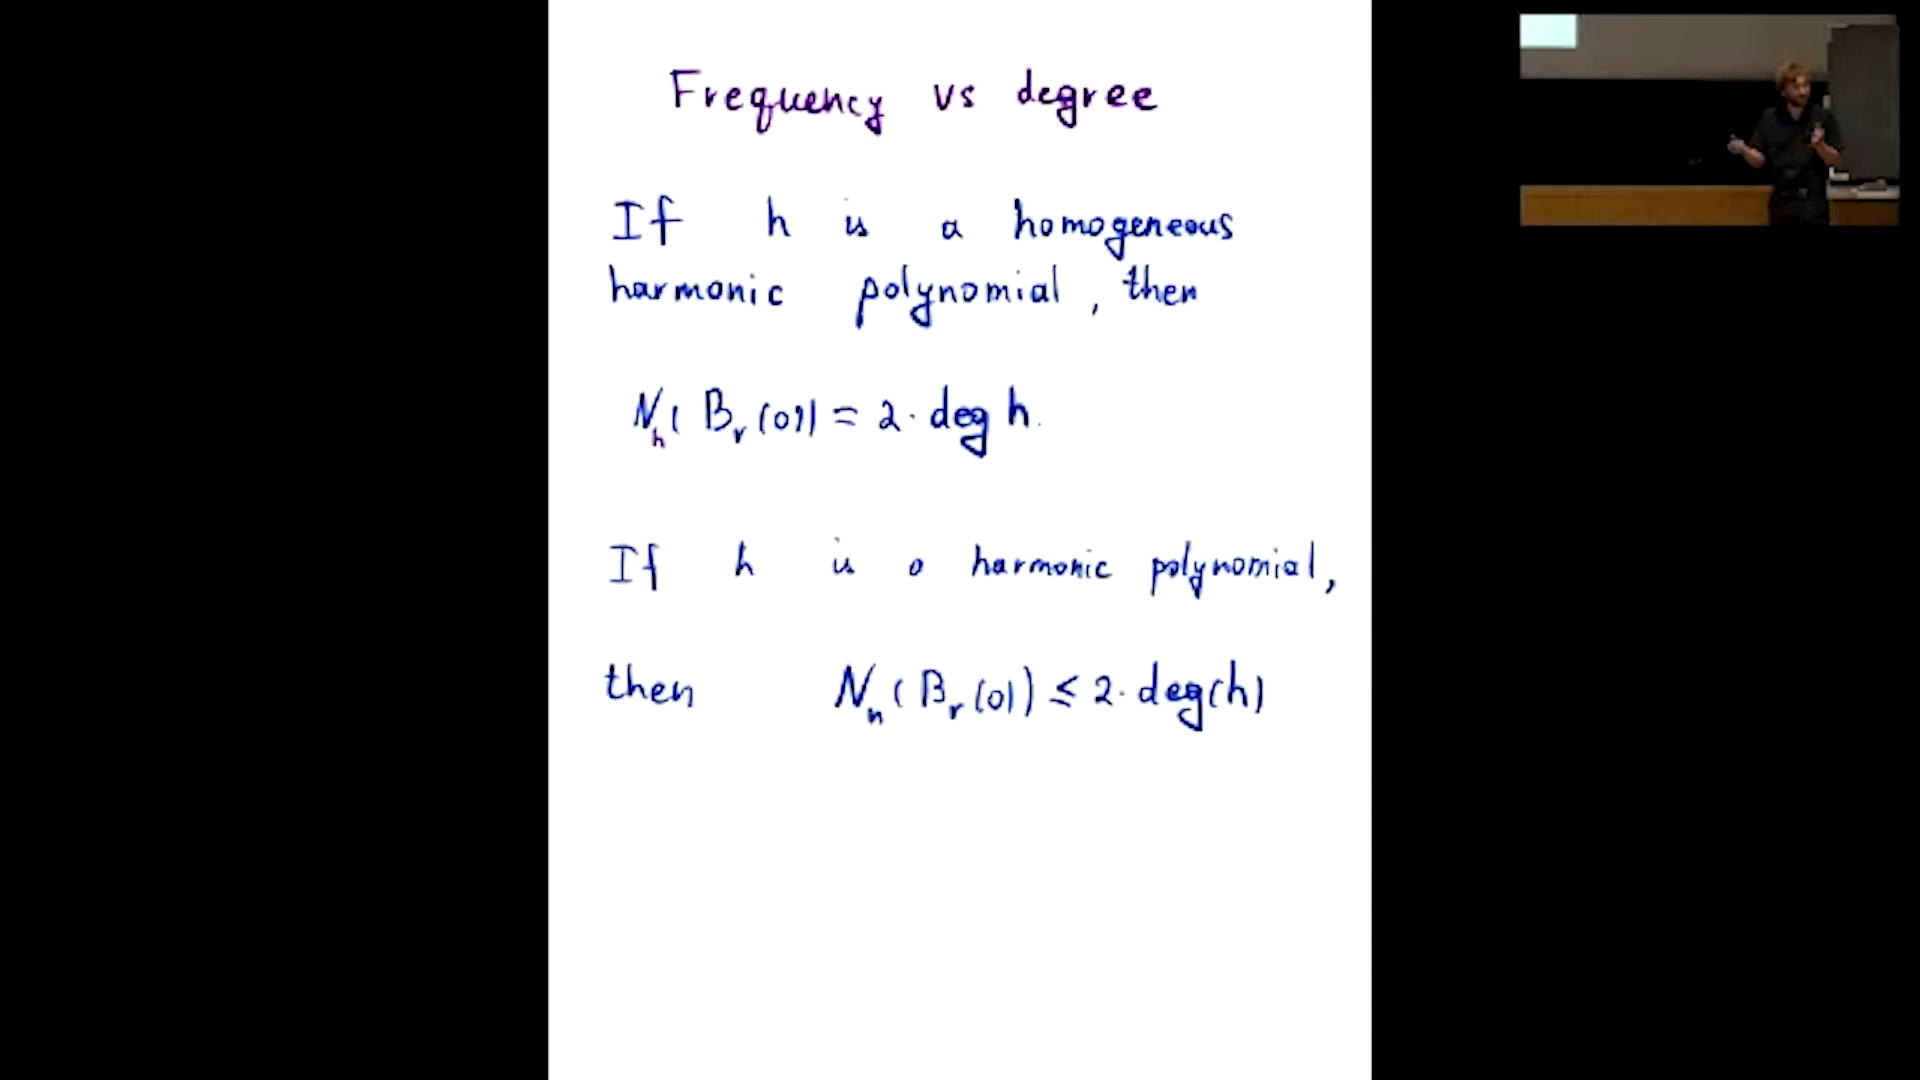 Frequency vs degree
If h is a homogeneous
harmonic polynomial, then
N_h(B_r(0)) = 2·deg h.
If h is a harmonic polynomial,
then N_h(B_r(0)) ≤ 2·deg(h)